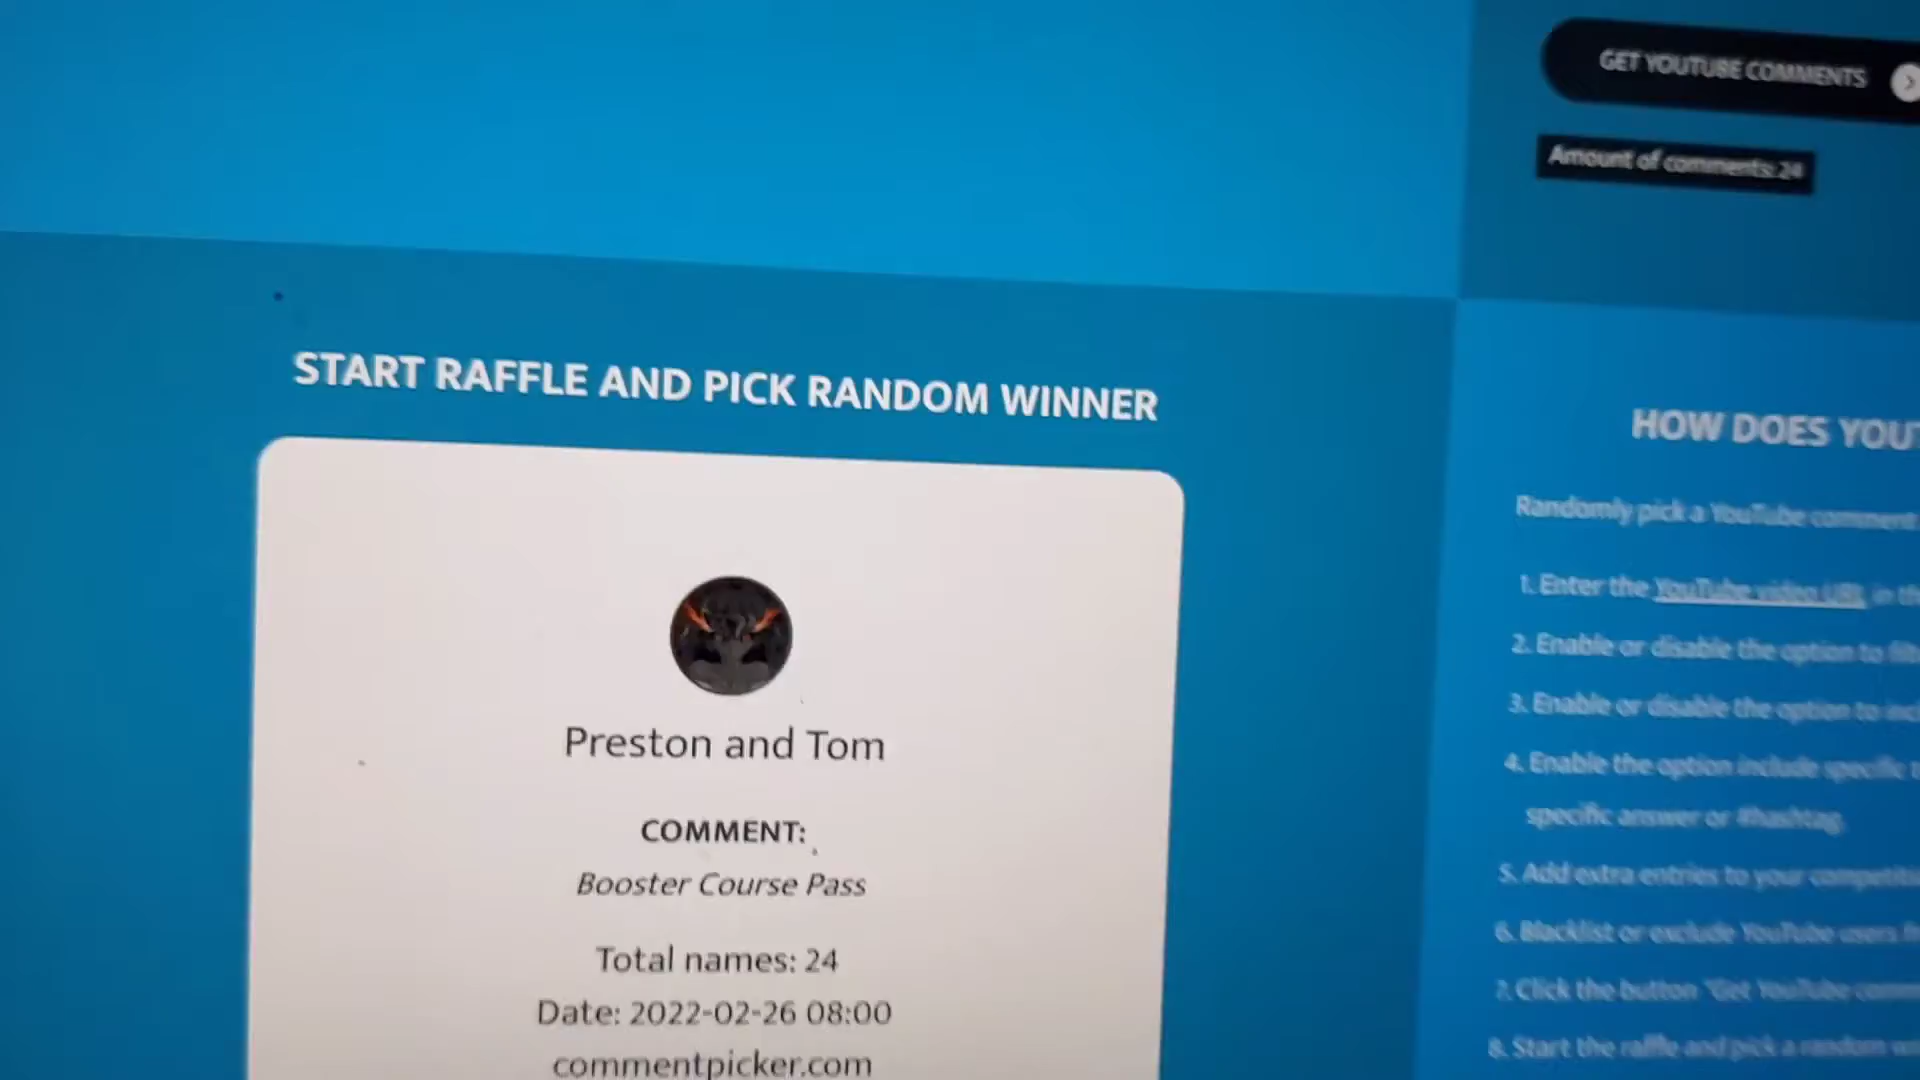 GET YOUTUBE COMMENTS
Amount of comments: 24
START RAFFLE AND PICK RANDOM WINNER
Preston and Tom
COMMENT:
Booster Course Pass
Total names: 24
Date: 2022-02-26 08:00
commentpicker.com
HOW DOES
Randomly pick a YouTube comment
1. Enter the YouTube video URL in
2. Enable or disable the option to
3. Enable or disable the option to
4. Enable the option include specific
specific answer or #hashtag.
5. Add extra entries to your
6. Blacklist or exclude YouTube users
7. Click the button "Get YouTube
8. Start the raffle and pick a random